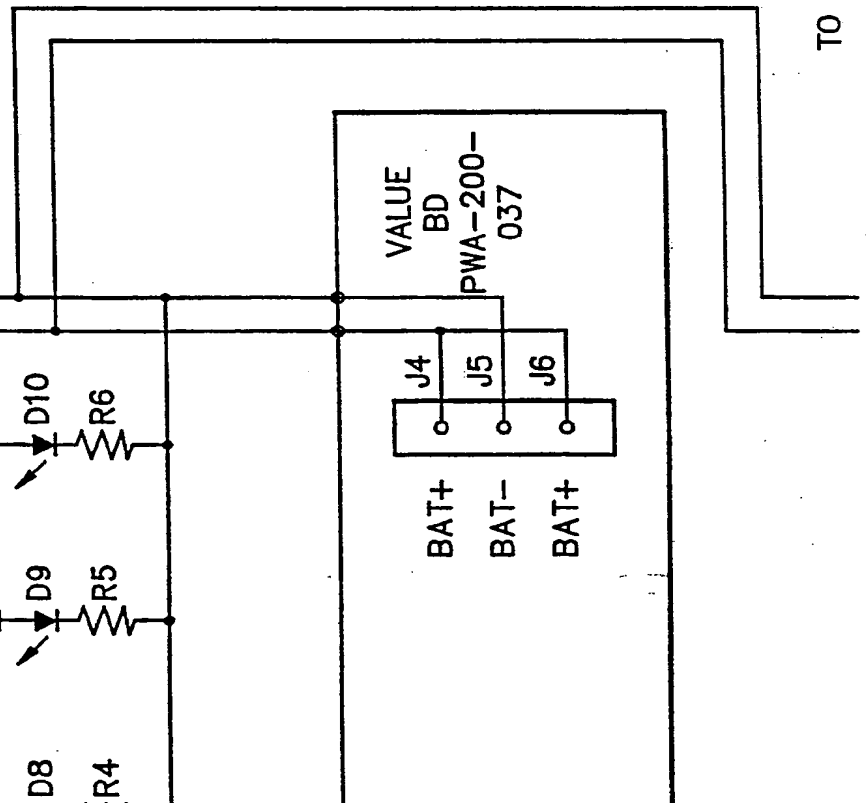 TO
VALUE
BD
PWA-200-
037
J4
J5
J6
BAT+
BAT-
BAT+
D10
R6
D9
R5
D8
R4